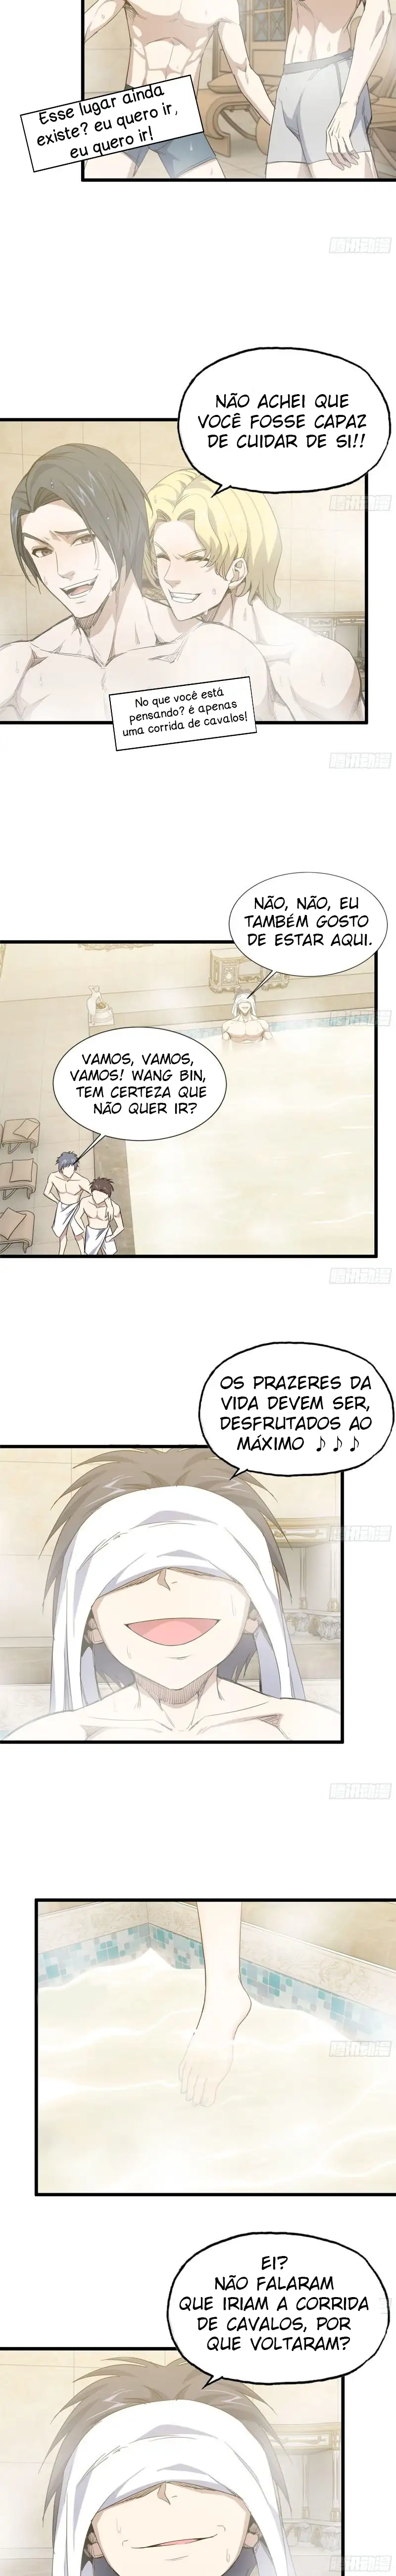 Esse lugar ainda
existe? eu quero ir,
eu quero ir!
NÃO ACHEI QUE
VOCÊ FOSSE CAPAZ
DE CUIDAR DE SI!!
No que você está
pensando? é apenas
uma corrida de cavalos!
NÃO, NÃO, EU
TAMBÉM GOSTO
DE ESTAR AQUI.
VAMOS, VAMOS,
VAMOS! WANG BIN,
TEM CERTEZA QUE
NÃO QUER IR?
OS PRAZERES DA
VIDA DEVEM SER,
DESFRUTADOS AO
MÁXIMO ♪♪♪
EI?
NÃO FALARAM
QUE IRIAM A CORRIDA
DE CAVALOS, POR
QUE VOLTARAM?